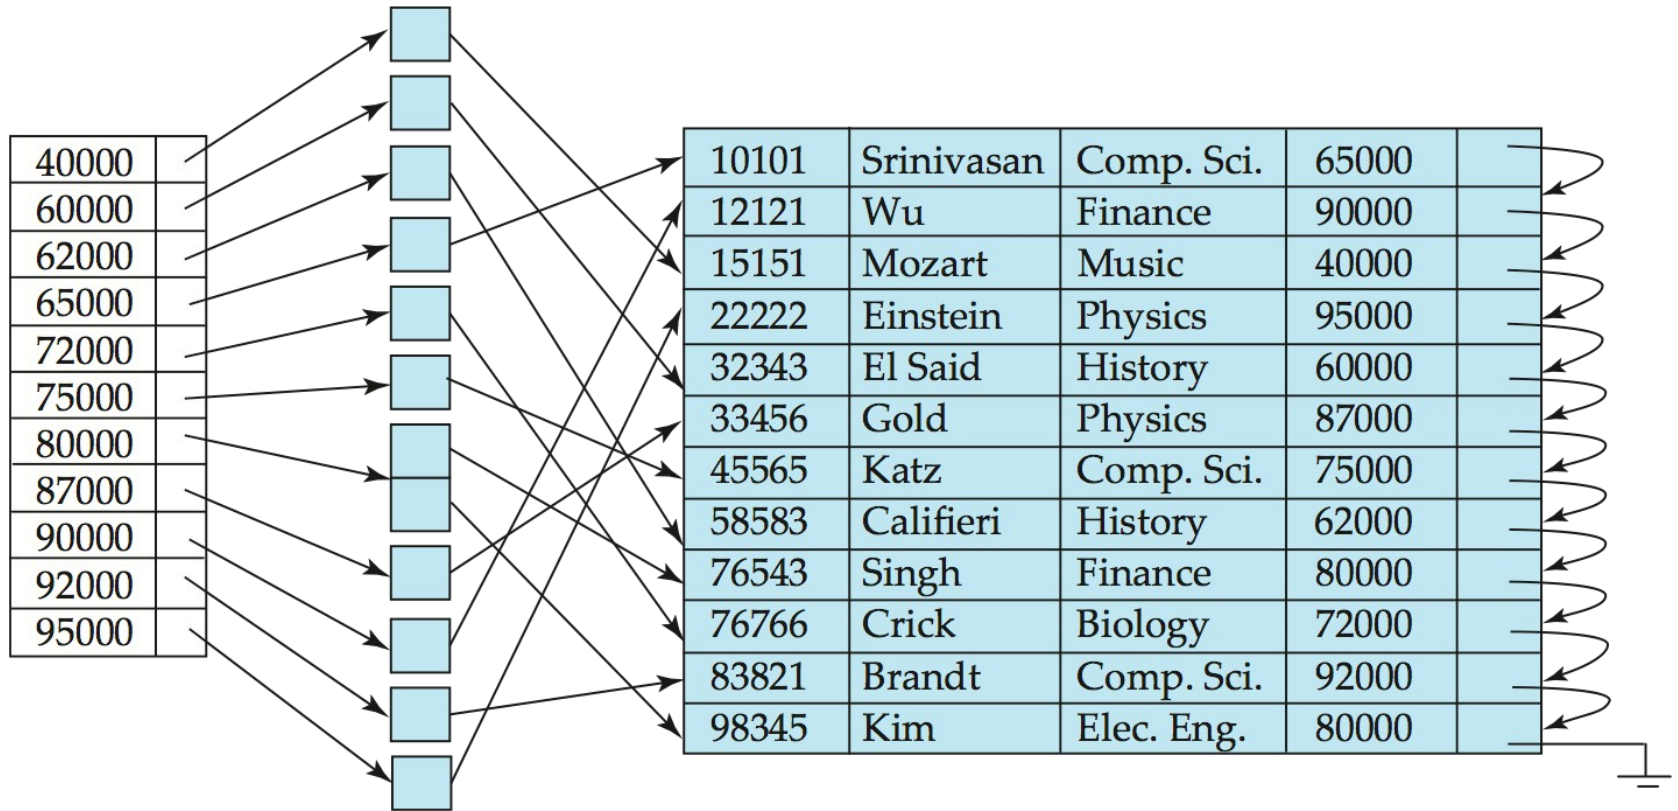 40000
60000
62000
65000
72000
75000
80000
87000
90000
92000
95000
10101 Srinivasan Comp. Sci. 65000
12121 Wu Finance 90000
15151 Mozart Music 40000
22222 Einstein Physics 95000
32343 El Said History 60000
33456 Gold Physics 87000
45565 Katz Comp. Sci. 75000
58583 Califieri History 62000
76543 Singh Finance 80000
76766 Crick Biology 72000
83821 Brandt Comp. Sci. 92000
98345 Kim Elec. Eng. 80000